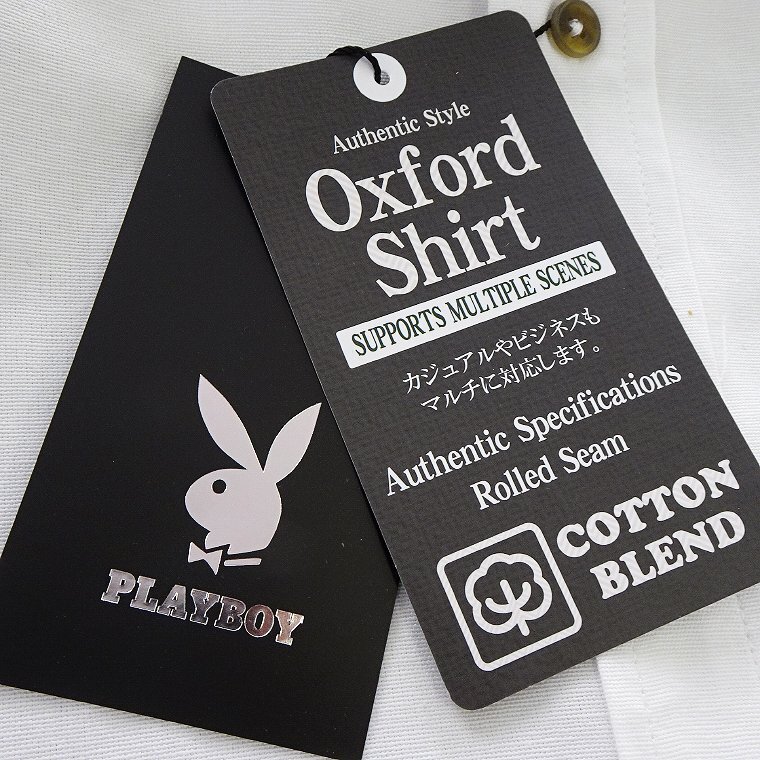 PLAYBOY
Authentic Style
Oxford
Shirt
SUPPORTS MULTIPLE SCENES
カジュアルやビジネスも
マルチに対応します。
Authentic Specifications
Rolled Seam
COTTON
BLEND